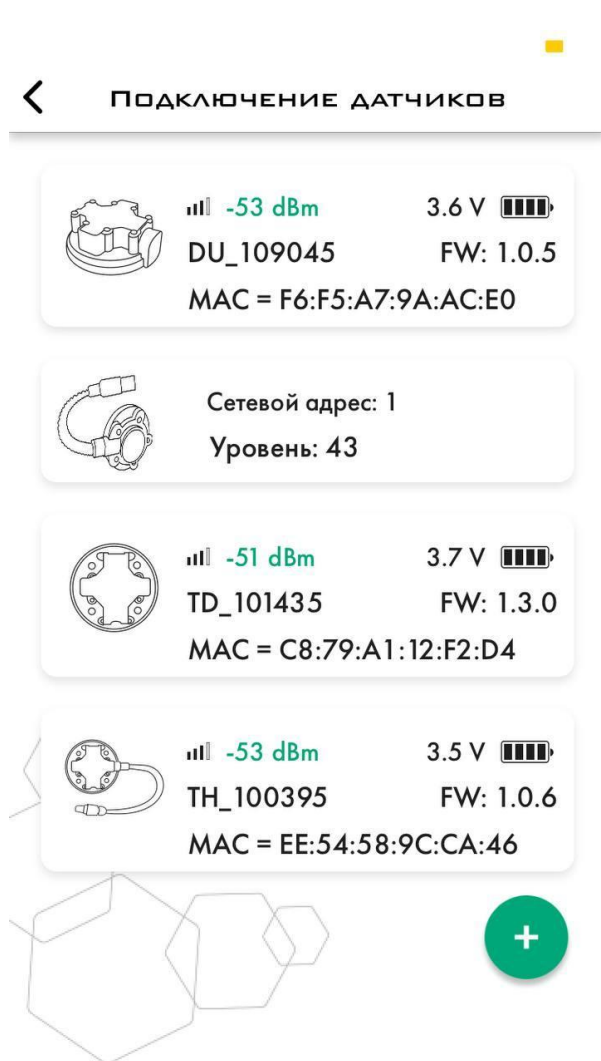 Подключение датчиков
-53 dBm 3.6 V
DU_109045 FW: 1.0.5
MAC = F6:F5:A7:9A:AC:E0
Сетевой адрес: 1
Уровень: 43
-51 dBm 3.7 V
TD_101435 FW: 1.3.0
MAC = C8:79:A1:12:F2:D4
-53 dBm 3.5 V
TH_100395 FW: 1.0.6
MAC = EE:54:58:9C:CA:46
+